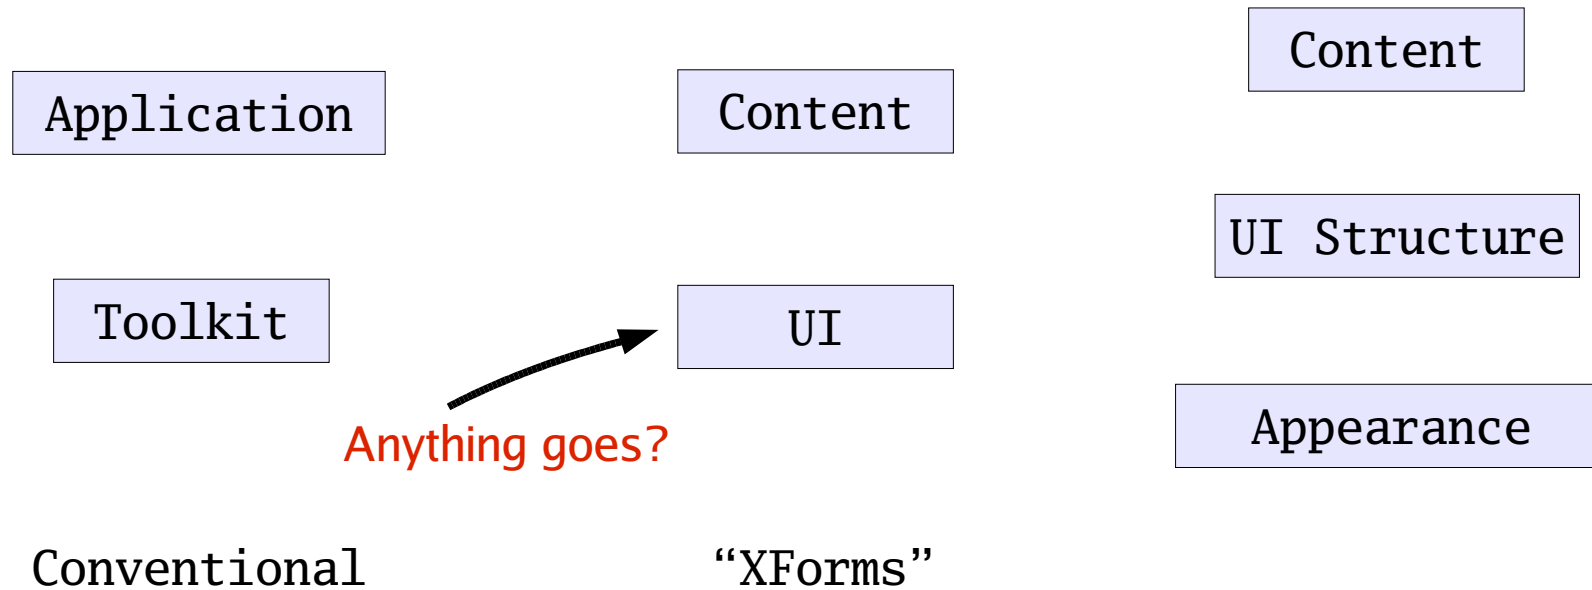 Application
Toolkit
Anything goes?
Conventional
Content
UI
“XForms”
Content
UI Structure
Appearance